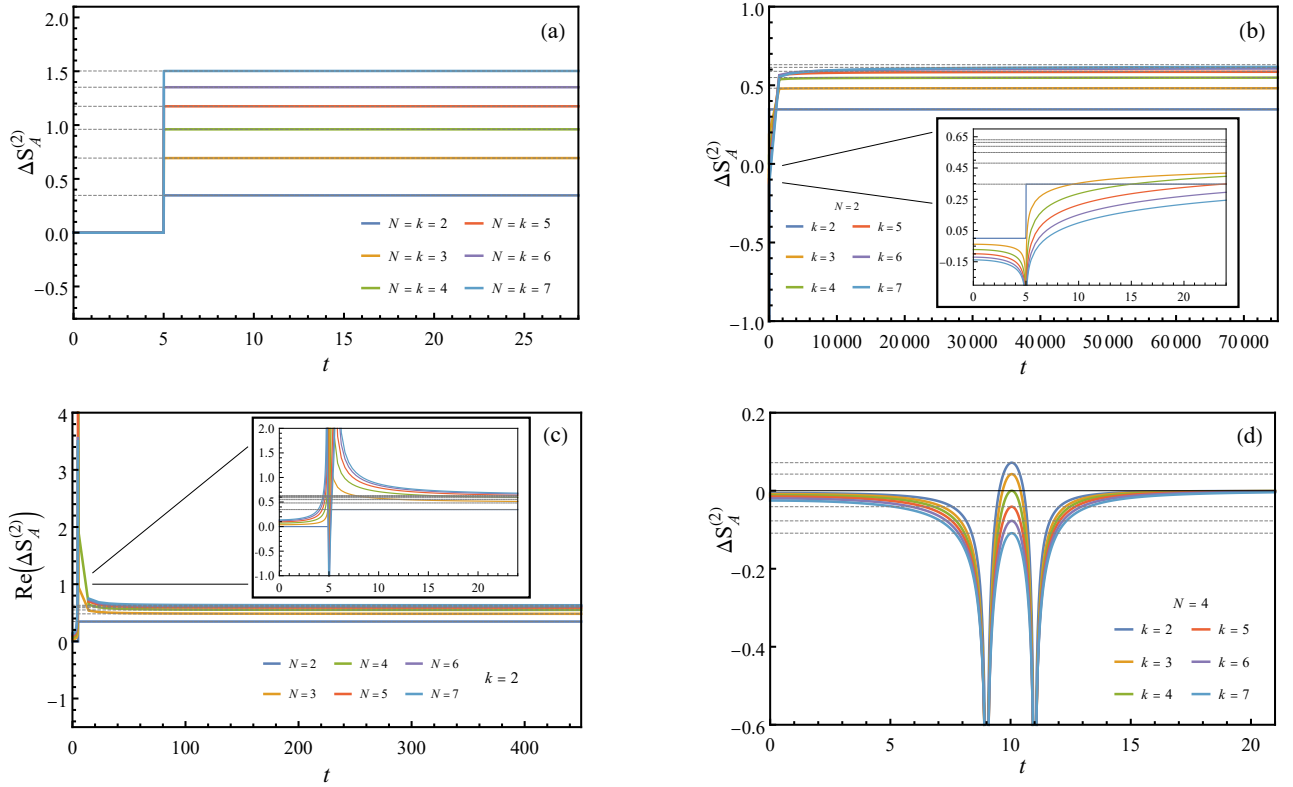 (a)
2.0
1.5
1.0
0.5
0.0
−0.5
ΔS_A^(2)
N = k = 2 N = k = 5
N = k = 3 N = k = 6
N = k = 4 N = k = 7
0 5 10 15 20 25
t
(b)
1.0
0.5
0.0
−0.5
−1.0
ΔS_A^(2)
0.65
0.45
0.25
0.05
−0.15
0 5 10 15 20
N = 2
k = 2 k = 5
k = 3 k = 6
k = 4 k = 7
0 10 000 20 000 30 000 40 000 50 000 60 000 70 000
t
(c)
4
3
2
1
0
−1
Re(ΔS_A^(2))
2.0
1.5
1.0
0.5
0.0
−0.5
−1.0
0 5 10 15 20
N = 2 N = 4 N = 6
N = 3 N = 5 N = 7
k = 2
0 100 200 300 400
t
(d)
0.2
0
−0.2
−0.4
−0.6
ΔS_A^(2)
N = 4
k = 2 k = 5
k = 3 k = 6
k = 4 k = 7
0 5 10 15 20
t